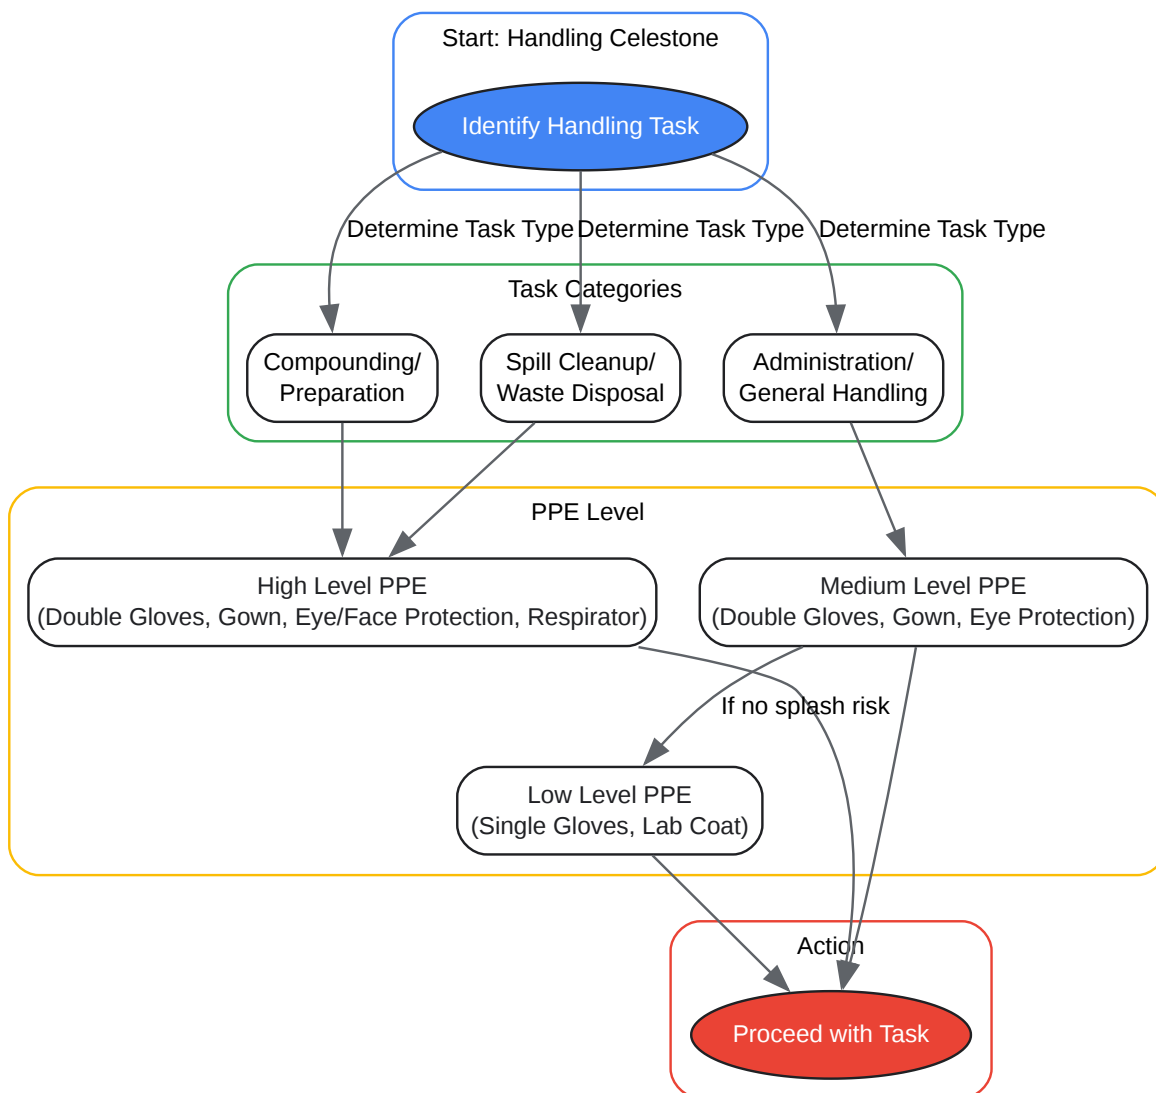 Start: Handling Celestone
Identify Handling Task
Determine Task Type
Determine Task Type
Determine Task Type
Task Categories
Compounding/
Preparation
Spill Cleanup/
Waste Disposal
Administration/
General Handling
PPE Level
High Level PPE
(Double Gloves, Gown, Eye/Face Protection, Respirator)
Medium Level PPE
(Double Gloves, Gown, Eye Protection)
If no splash risk
Low Level PPE
(Single Gloves, Lab Coat)
Action
Proceed with Task